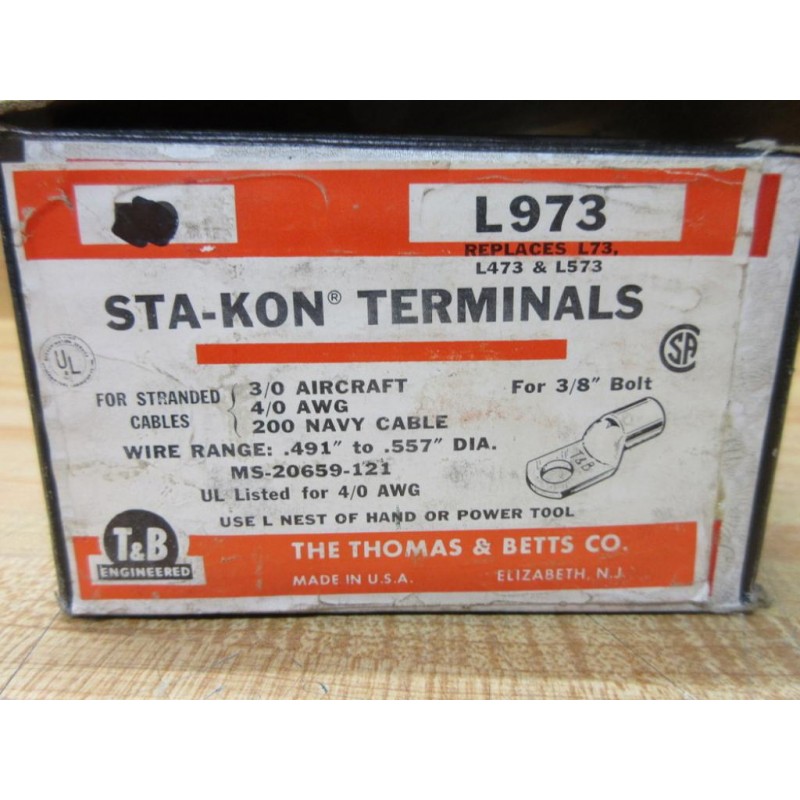 L973
REPLACES L73,
L473 & L573
STA-KON® TERMINALS
UL
SA
FOR STRANDED CABLES { 3/0 AIRCRAFT
4/0 AWG
200 NAVY CABLE
For 3/8" Bolt
WIRE RANGE: .491" to .557" DIA.
MS-20659-121
UL Listed for 4/0 AWG
T&B
USE L NEST OF HAND OR POWER TOOL
T&B
ENGINEERED
THE THOMAS & BETTS CO.
MADE IN U.S.A. ELIZABETH, N.J.